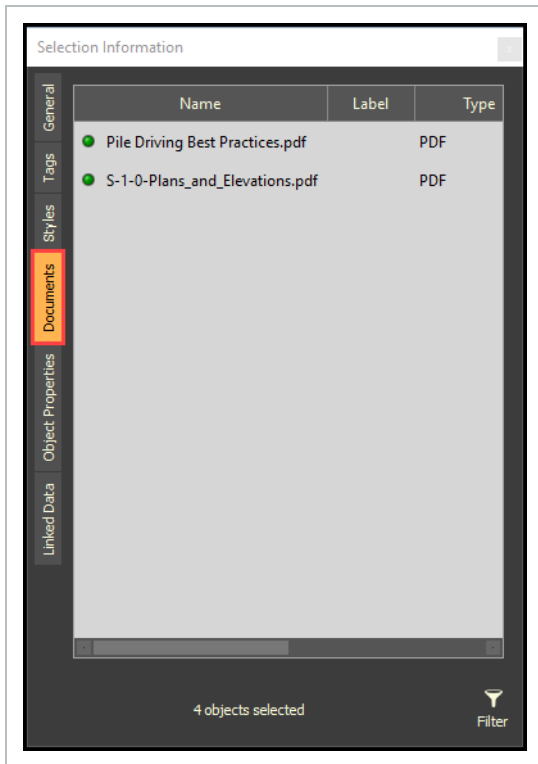 Selection Information
General
Tags
Styles
Documents
Object Properties
Linked Data
Name Label Type
Pile Driving Best Practices.pdf PDF
S-1-0-Plans_and_Elevations.pdf PDF
4 objects selected
Filter